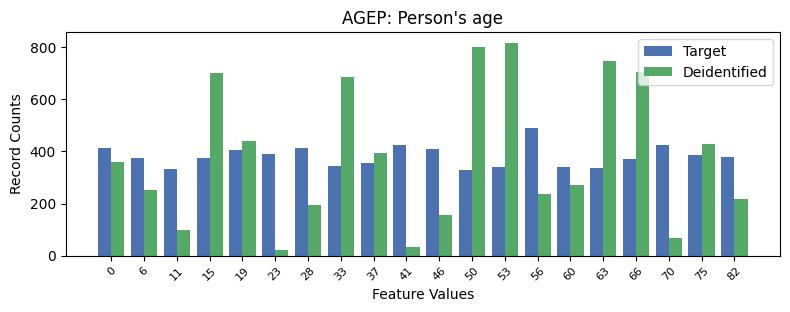 AGEP: Person's age
Target
Deidentified
Record Counts
800
600
400
200
0
0 6 11 15 19 23 28 33 37 41 46 50 53 56 60 63 66 70 75 82
Feature Values